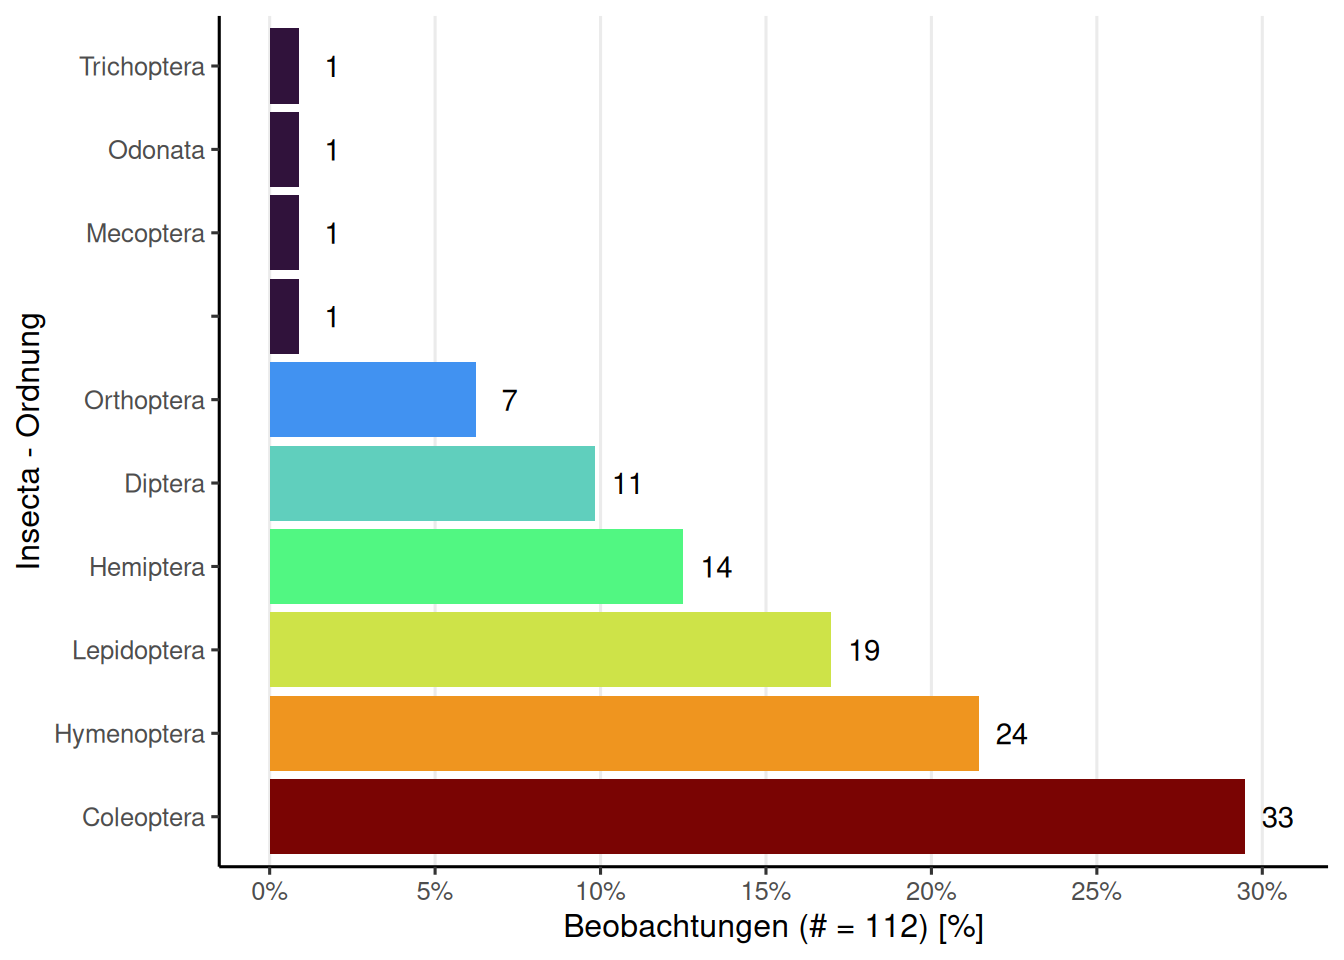 Trichoptera 1
Odonata 1
Mecoptera 1
1
Orthoptera 7
Diptera 11
Hemiptera 14
Lepidoptera 19
Hymenoptera 24
Coleoptera 33
Insecta - Ordnung
0% 5% 10% 15% 20% 25% 30%
Beobachtungen (# = 112) [%]